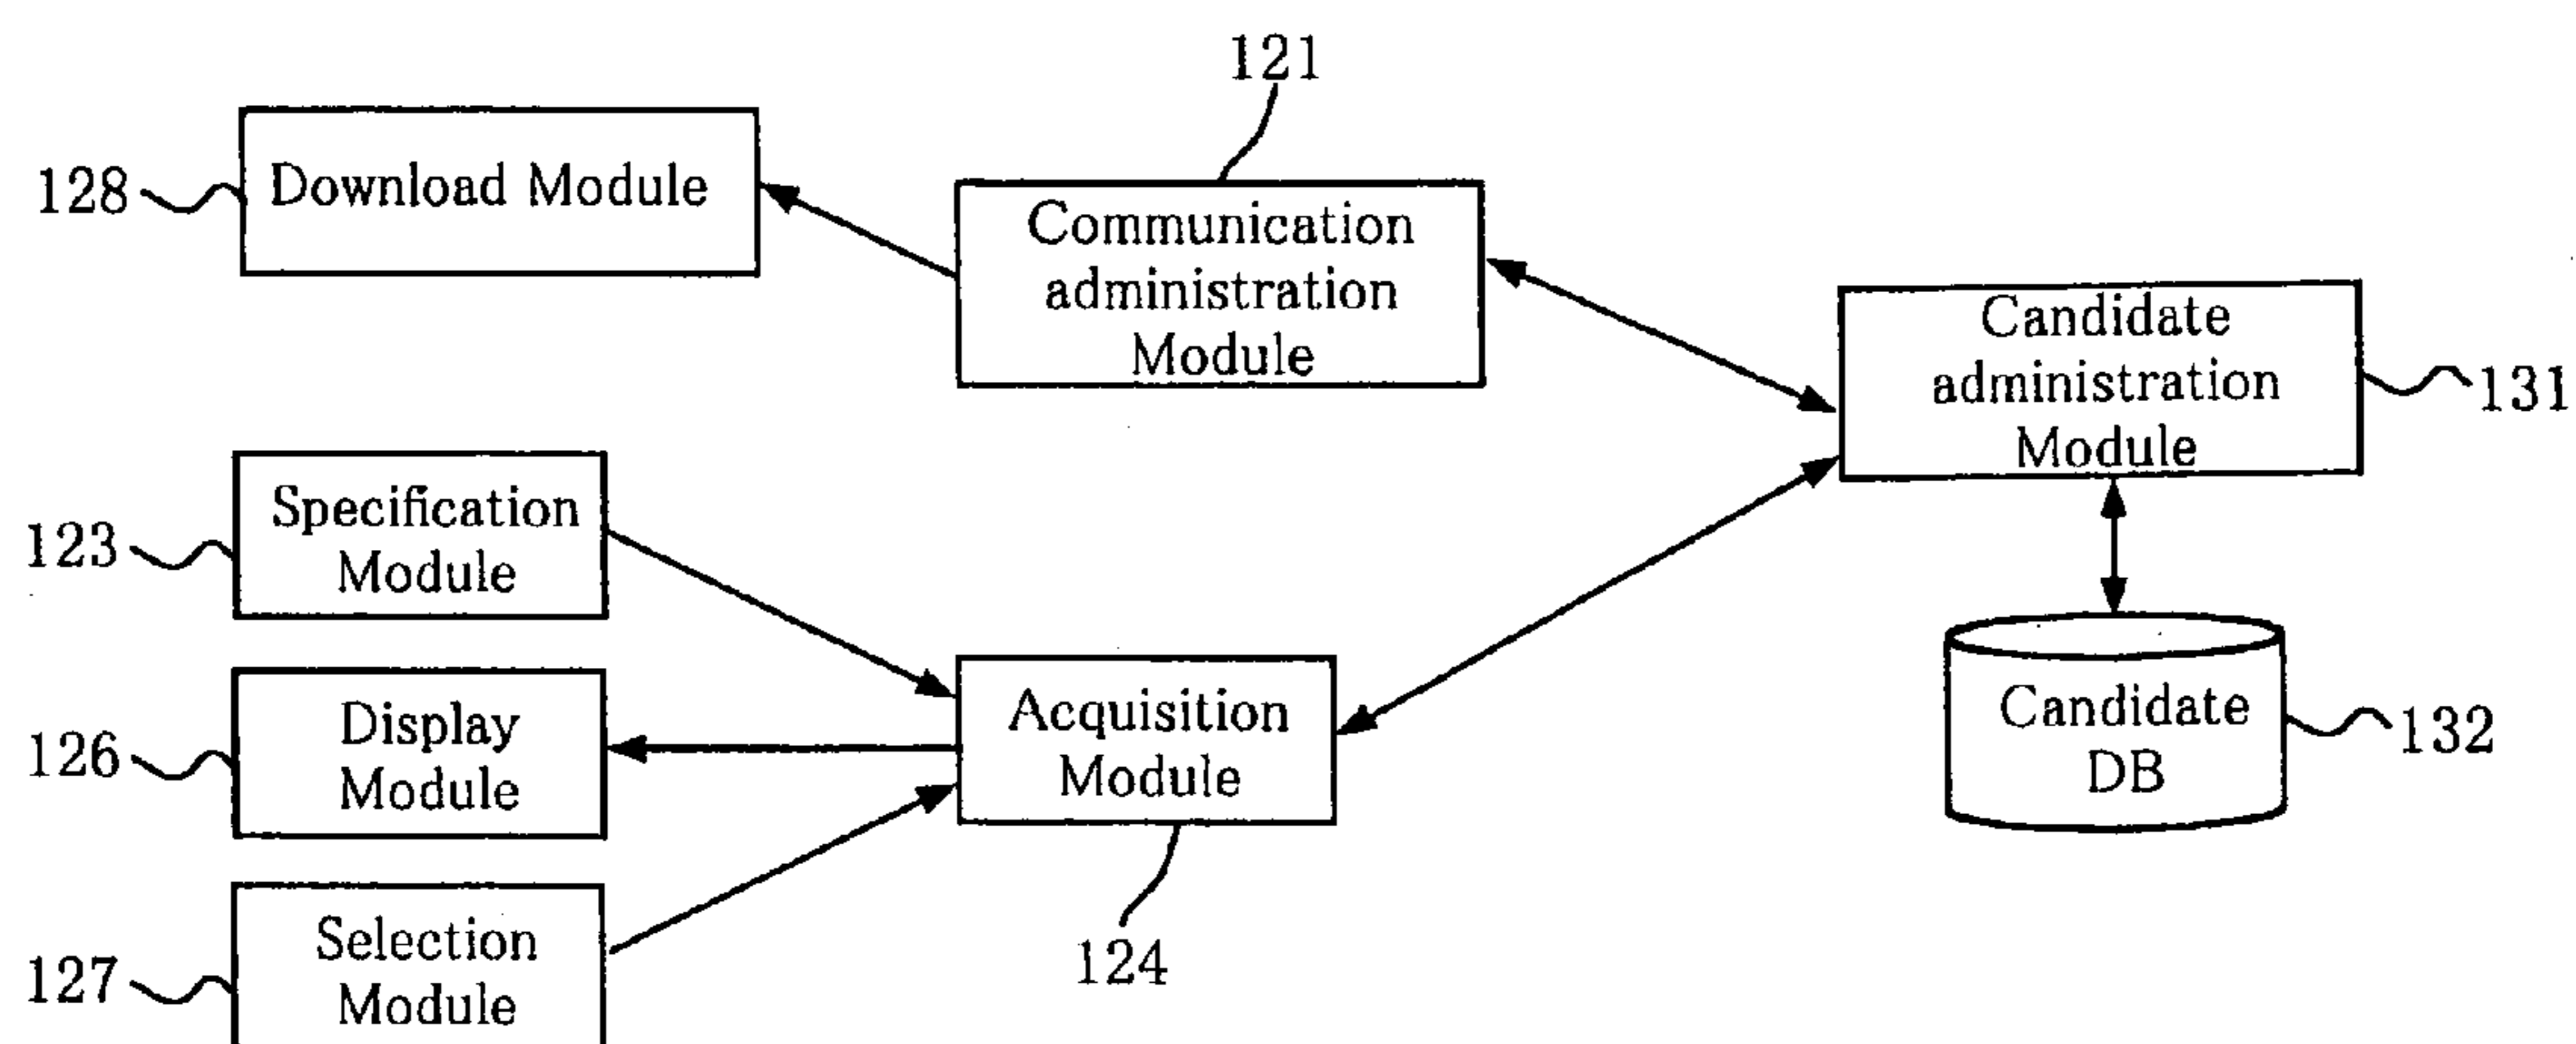 121
128
Download Module
Communication
administration
Module
Candidate
administration
Module
131
123
Specification
Module
126
Display
Module
Acquisition
Module
Candidate
DB
132
127
Selection
Module
124